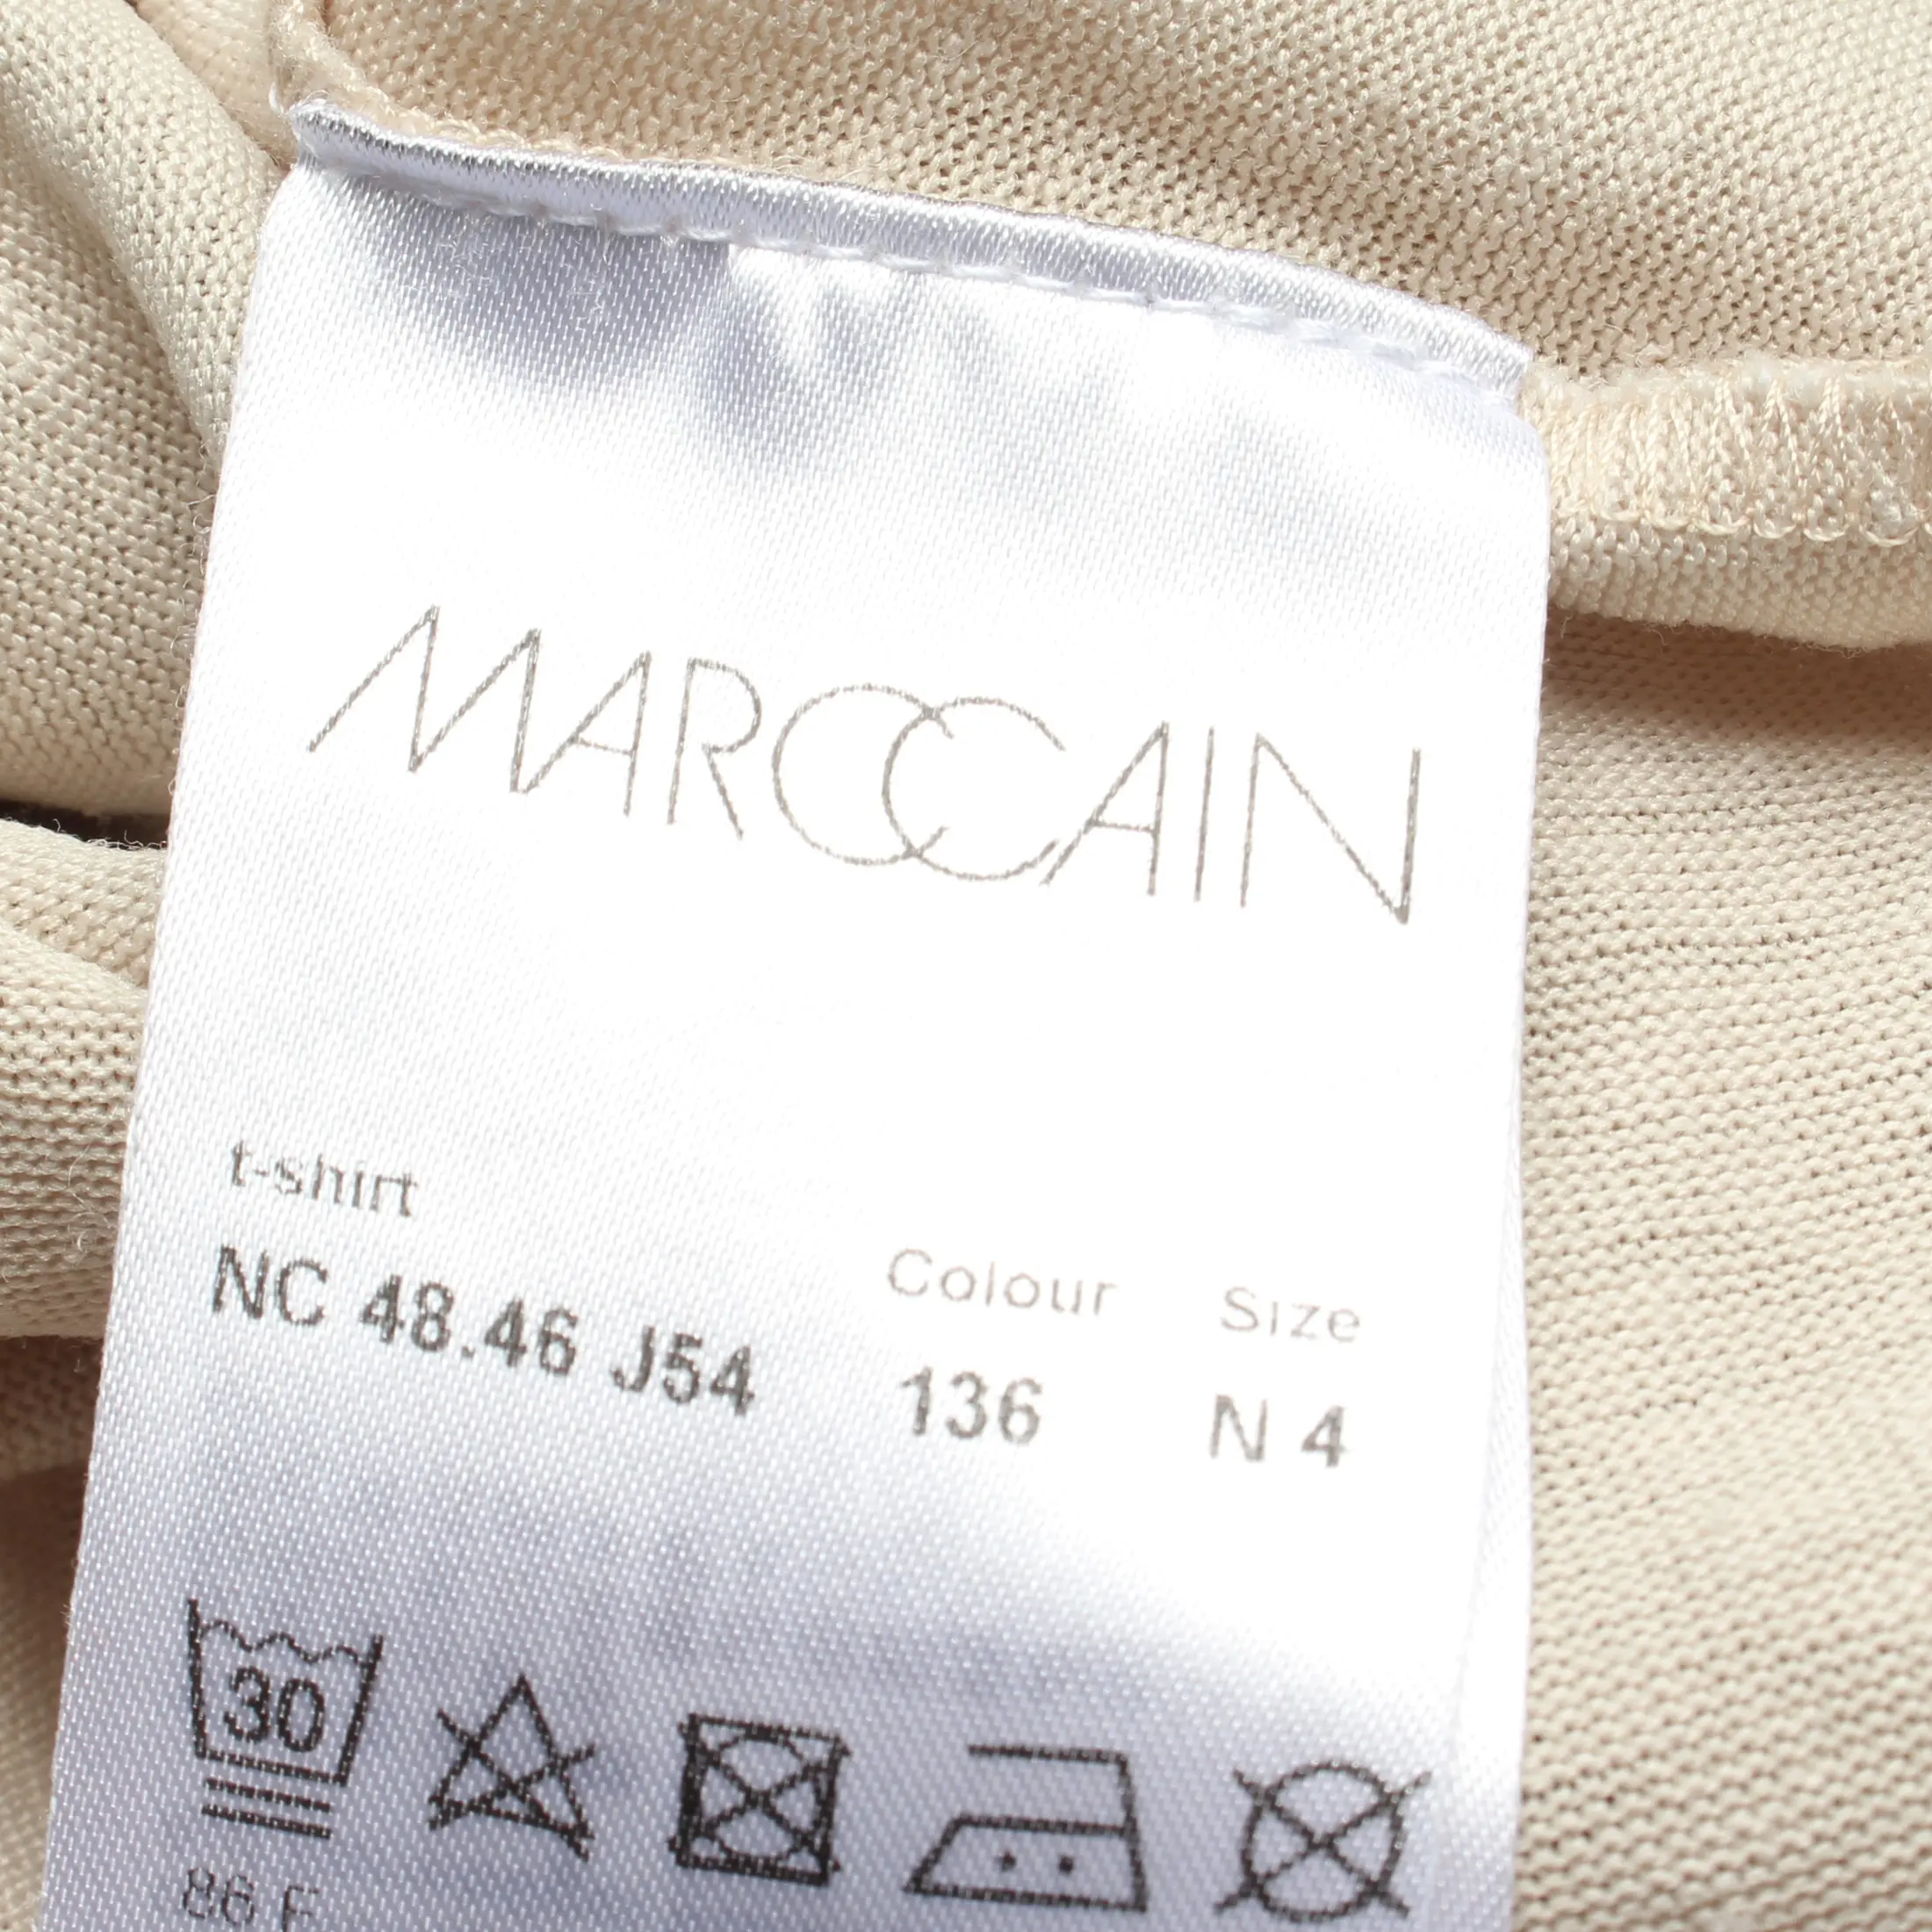 MARCCAIN
t-shirt
NC 48.46 J54
Colour
136
Size
N 4
30
86 F